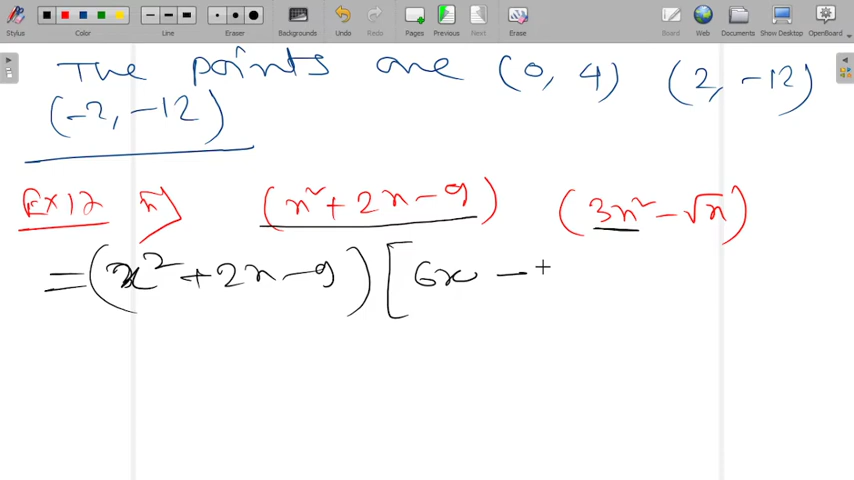 Stylus Color Line Eraser Backgrounds Undo Redo Pages Previous Next Erase Board Web Documents Show Desktop OpenBoard
The points are (0, 4) (2, -12)
(-2, -12)
Ex12 (x² + 2x - 9) (3x² - √x)
= (x² + 2x - 9) [6x -